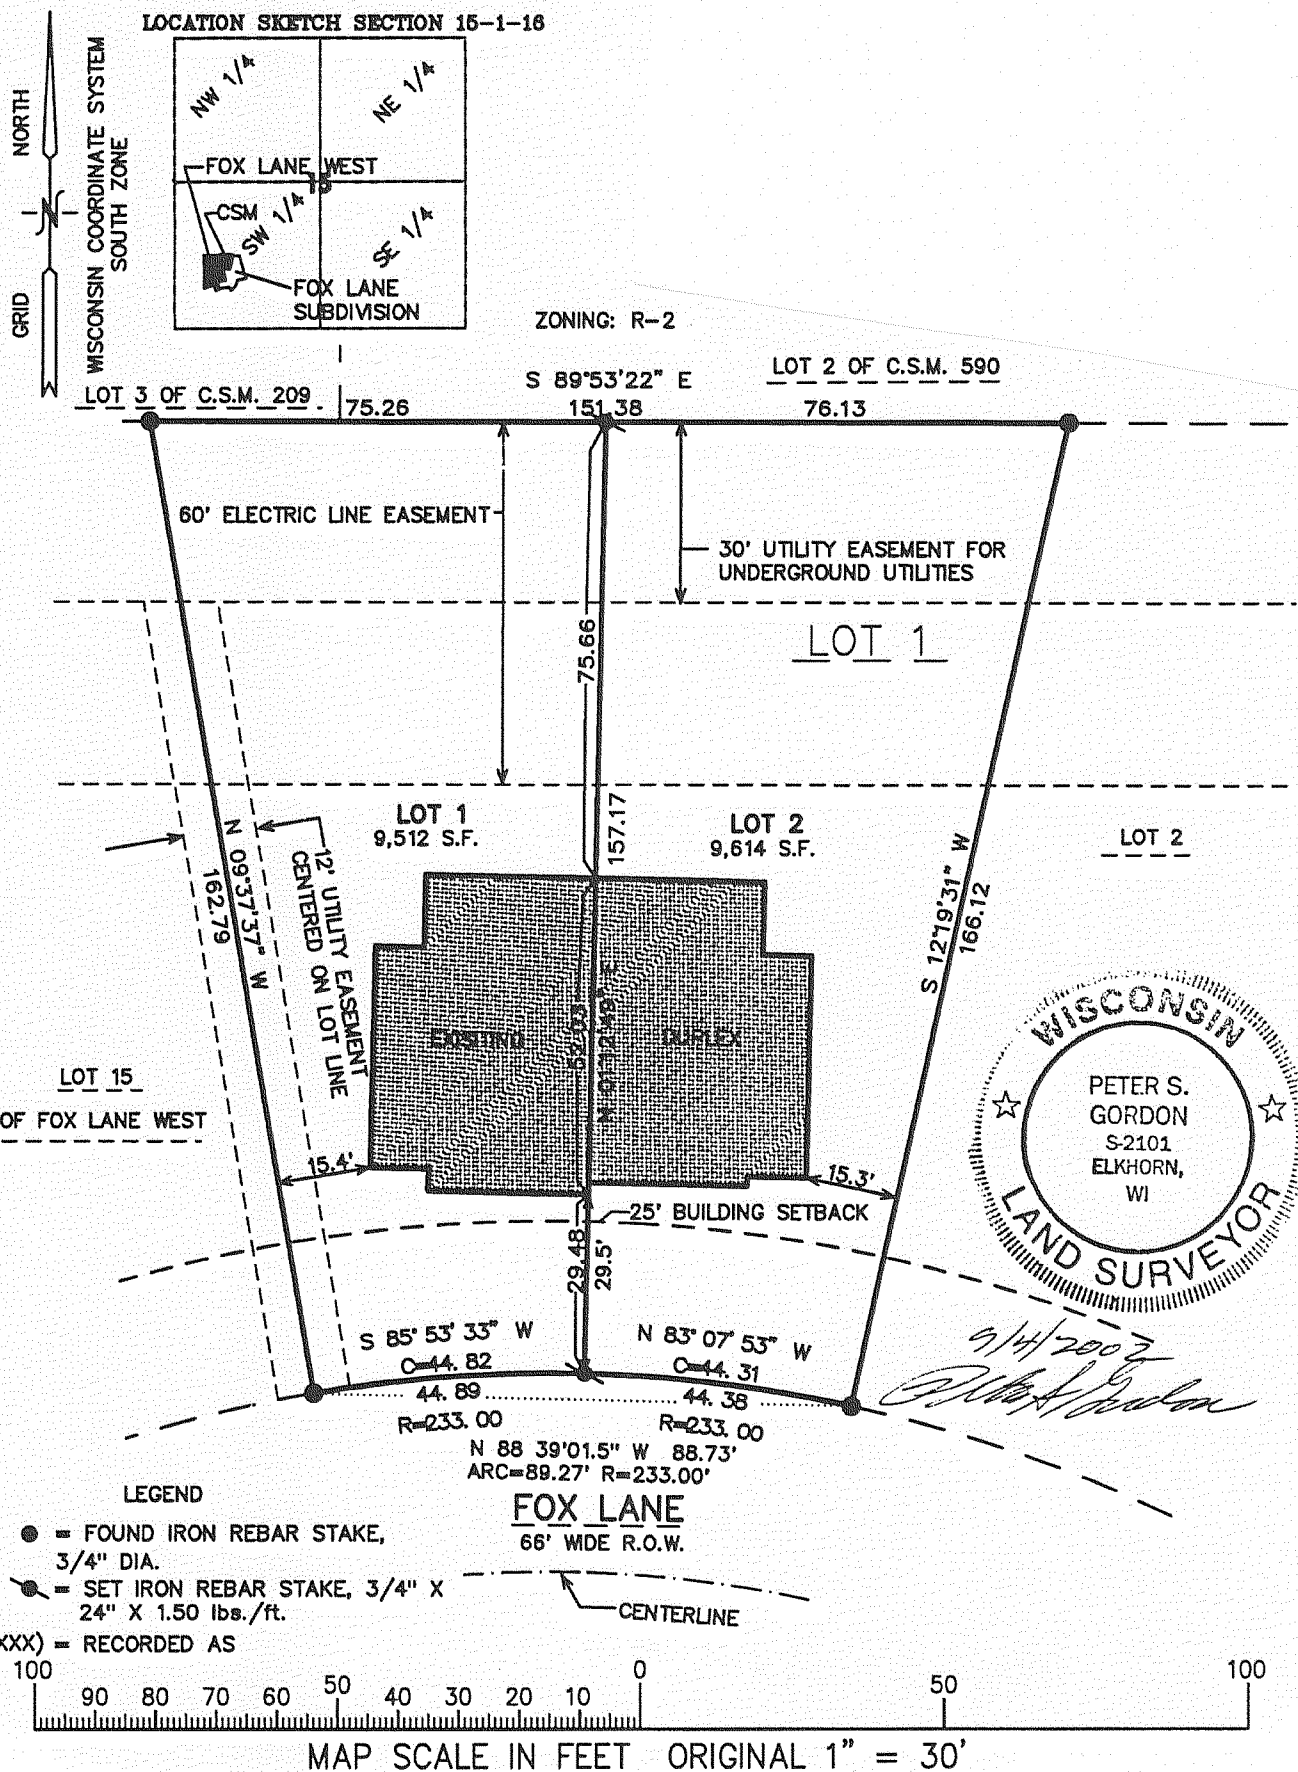 LOCATION SKETCH SECTION 15-1-16
GRID NORTH
WISCONSIN COORDINATE SYSTEM
SOUTH ZONE
NW 1/4
NE 1/4
FOX LANE WEST
15
CSM
SW 1/4
SE 1/4
FOX LANE
SUBDIVISION
ZONING: R-2
LOT 3 OF C.S.M. 209
S 89°53'22" E
LOT 2 OF C.S.M. 590
75.26
151.38
76.13
60' ELECTRIC LINE EASEMENT
30' UTILITY EASEMENT FOR
UNDERGROUND UTILITIES
75.66
LOT 1
LOT 1
9,512 S.F.
157.17
LOT 2
9,614 S.F.
LOT 2
N 09°37'37" W
162.79
12' UTILITY EASEMENT
CENTERED ON LOT LINE
S 12°19'31" W
166.12
EXISITING
52.03
N 01°12'49" E
DUPLEX
LOT 15
OF FOX LANE WEST
15.4'
15.3'
25' BUILDING SETBACK
29.48
29.5'
WISCONSIN
PETER S.
GORDON
S-2101
ELKHORN,
WI
LAND SURVEYOR
S 85° 53' 33" W
C=44.82
44.89
R=233.00
N 83° 07' 53" W
C=44.31
44.38
R=233.00
9/4/2002
N 88 39'01.5" W 88.73'
ARC=89.27' R=233.00'
FOX LANE
66' WIDE R.O.W.
CENTERLINE
LEGEND
= FOUND IRON REBAR STAKE,
3/4" DIA.
= SET IRON REBAR STAKE, 3/4" X
24" X 1.50 lbs./ft.
XXX) = RECORDED AS
100 90 80 70 60 50 40 30 20 10 0 50 100
MAP SCALE IN FEET ORIGINAL 1" = 30'